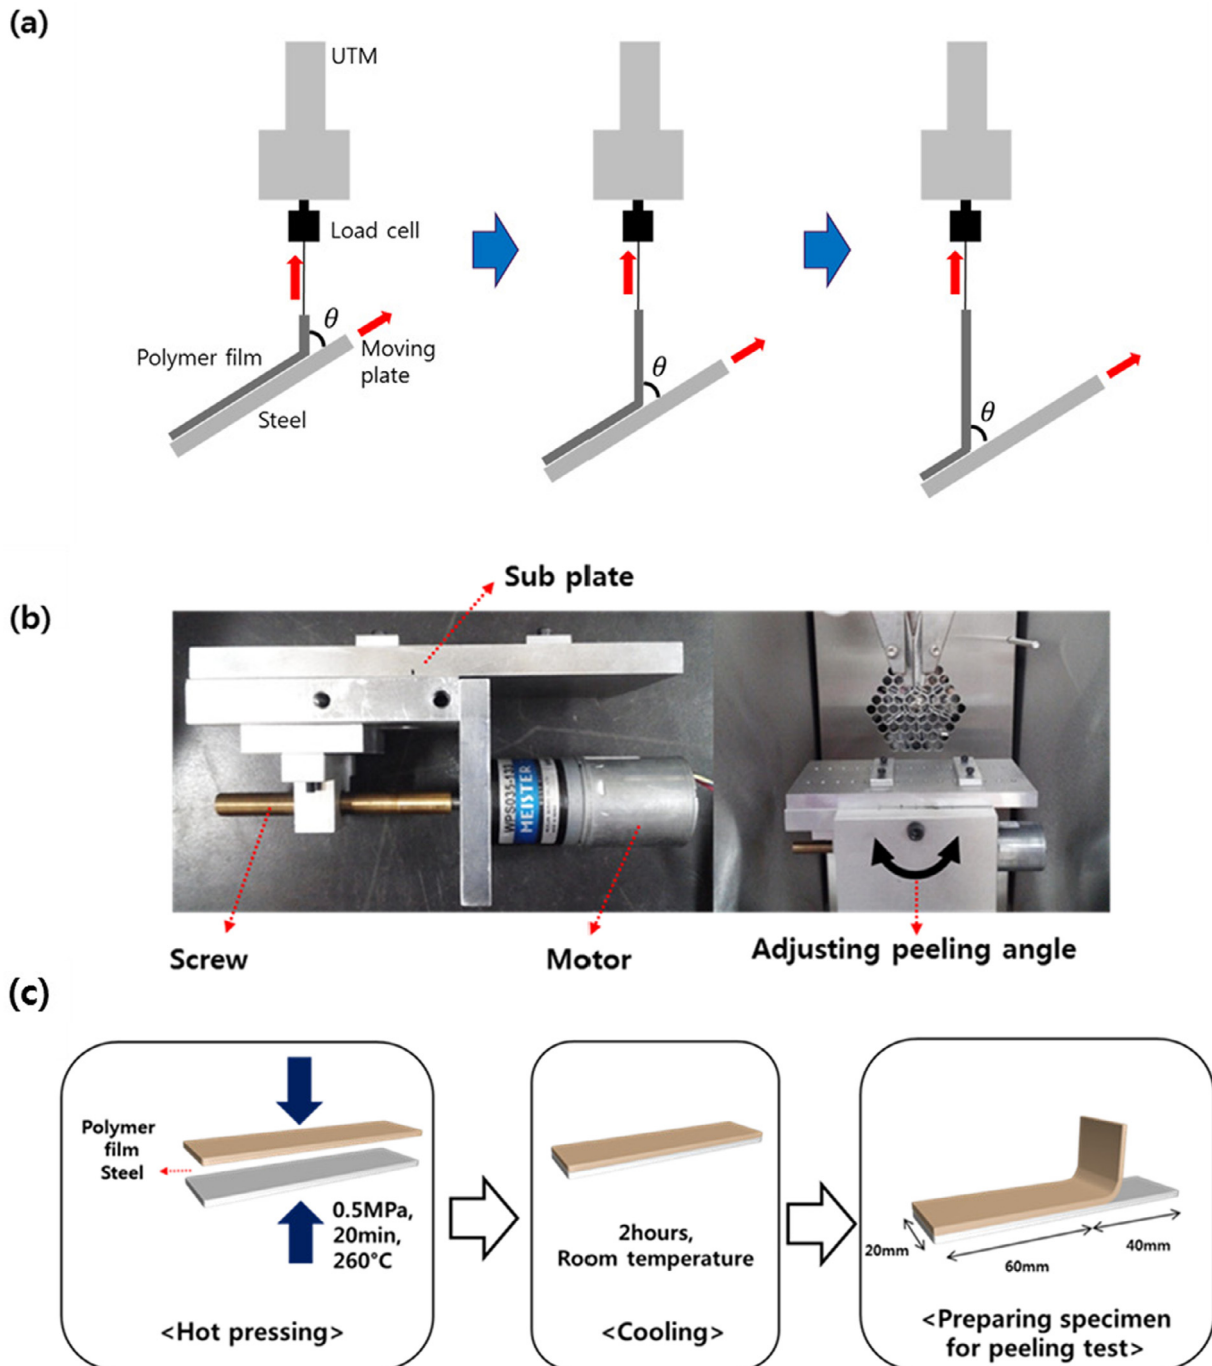 (a)
UTM
Load cell
θ
θ
θ
Polymer film
Moving
plate
Steel
Sub plate
(b)
MEISTER
Screw
Motor
Adjusting peeling angle
(c)
Polymer
film
Steel
0.5MPa,
20min,
260°C
<Hot pressing>
2hours,
Room temperature
<Cooling>
20mm
60mm
40mm
<Preparing specimen
for peeling test>